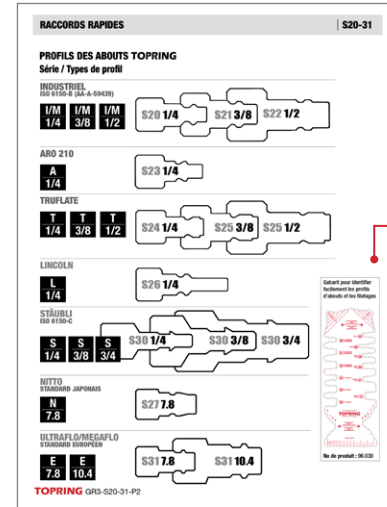 RACCORDS RAPIDES | S20-31
PROFILS DES ABOUTS TOPRING
Série / Types de profil
INDUSTRIEL
ISO 6150-B (AA-A-59439)
I/M 1/4 I/M 3/8 I/M 1/2
S20 1/4 S21 3/8 S22 1/2
ARO 210
A 1/4
S23 1/4
TRUFLATE
T 1/4 T 3/8 T 1/2
S24 1/4 S25 3/8 S25 1/2
LINCOLN
L 1/4
S26 1/4
STÄUBLI
ISO 6150-C
S 1/4 S 3/8 S 3/4
S30 1/4 S30 3/8 S30 3/4
NITTO
STANDARD JAPONAIS
N 7.8
S27 7.8
ULTRAFLO/MEGAFLO
STANDARD EUROPÉEN
E 7.8 E 10.4
S31 7.8 S31 10.4
Gabarit pour identifier
facilement les profils
d'abouts et les filetages
TOPRING
No de produit : 96.030
TOPRING GR3-S20-31-P2